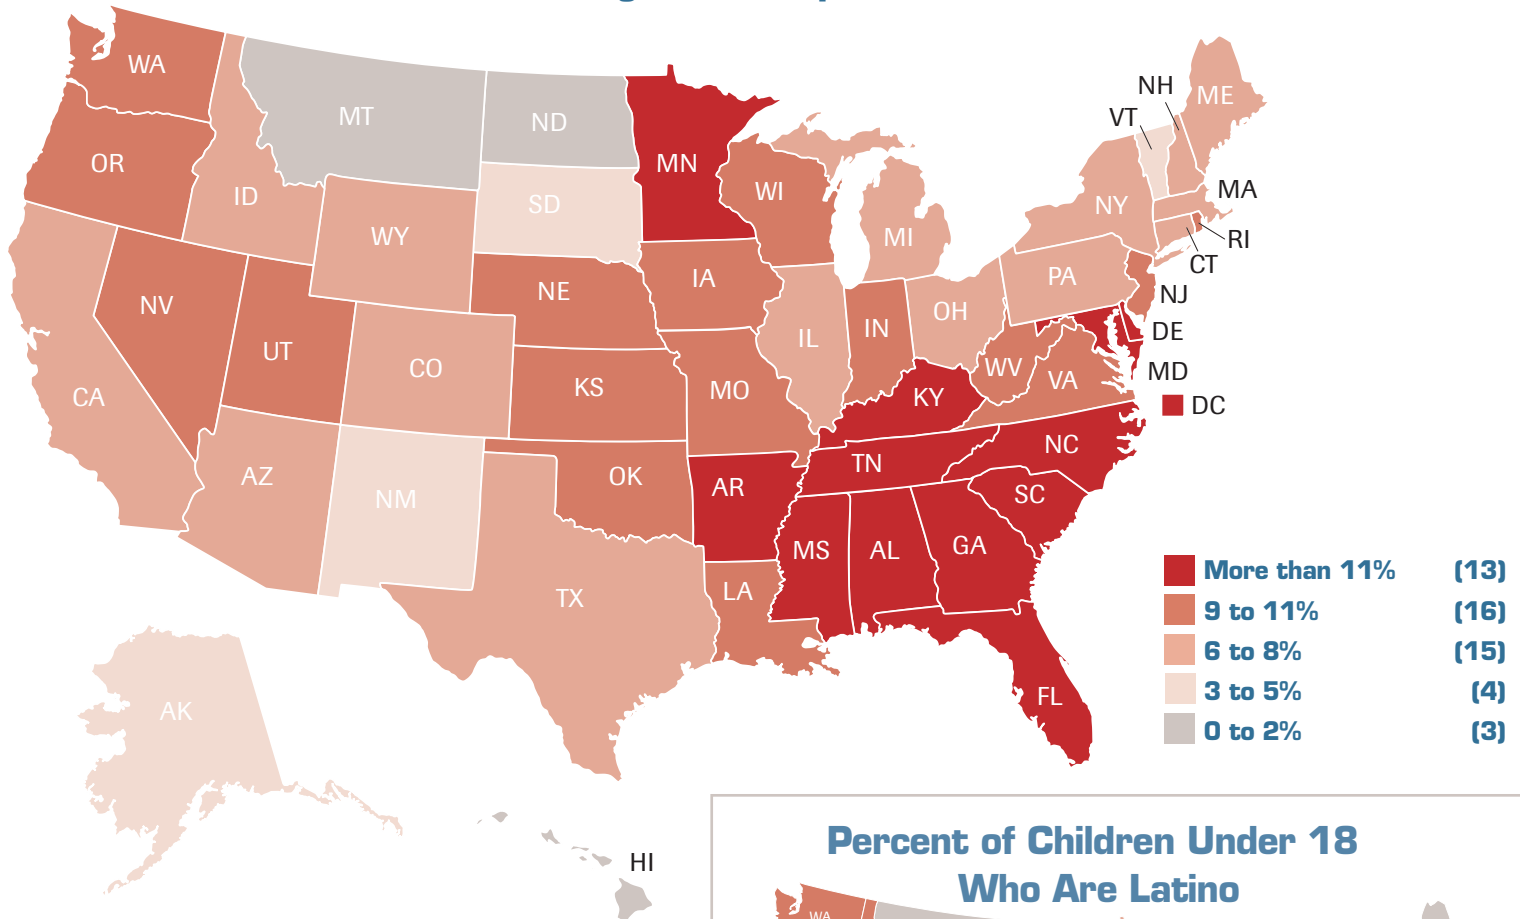 WA
MT
ND
MN
OR
ID
SD
WI
WY
MI
NY
VT
NH
ME
MA
RI
CT
NV
NE
IA
PA
NJ
UT
CO
IL
IN
OH
DE
CA
KS
MO
WV
VA
MD
KY
DC
AZ
NM
OK
AR
TN
NC
SC
MS
AL
GA
TX
LA
FL
AK
HI
More than 11% (13)
9 to 11% (16)
6 to 8% (15)
3 to 5% (4)
0 to 2% (3)
Percent of Children Under 18
Who Are Latino
WA